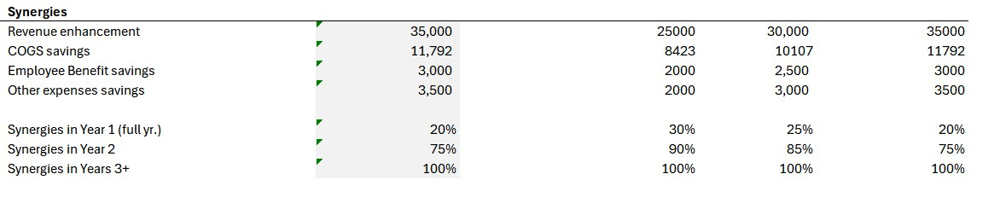 Synergies
Revenue enhancement 35,000 25000 30,000 35000
COGS savings 11,792 8423 10107 11792
Employee Benefit savings 3,000 2000 2,500 3000
Other expenses savings 3,500 2000 3,000 3500
Synergies in Year 1 (full yr.) 20% 30% 25% 20%
Synergies in Year 2 75% 90% 85% 75%
Synergies in Years 3+ 100% 100% 100% 100%